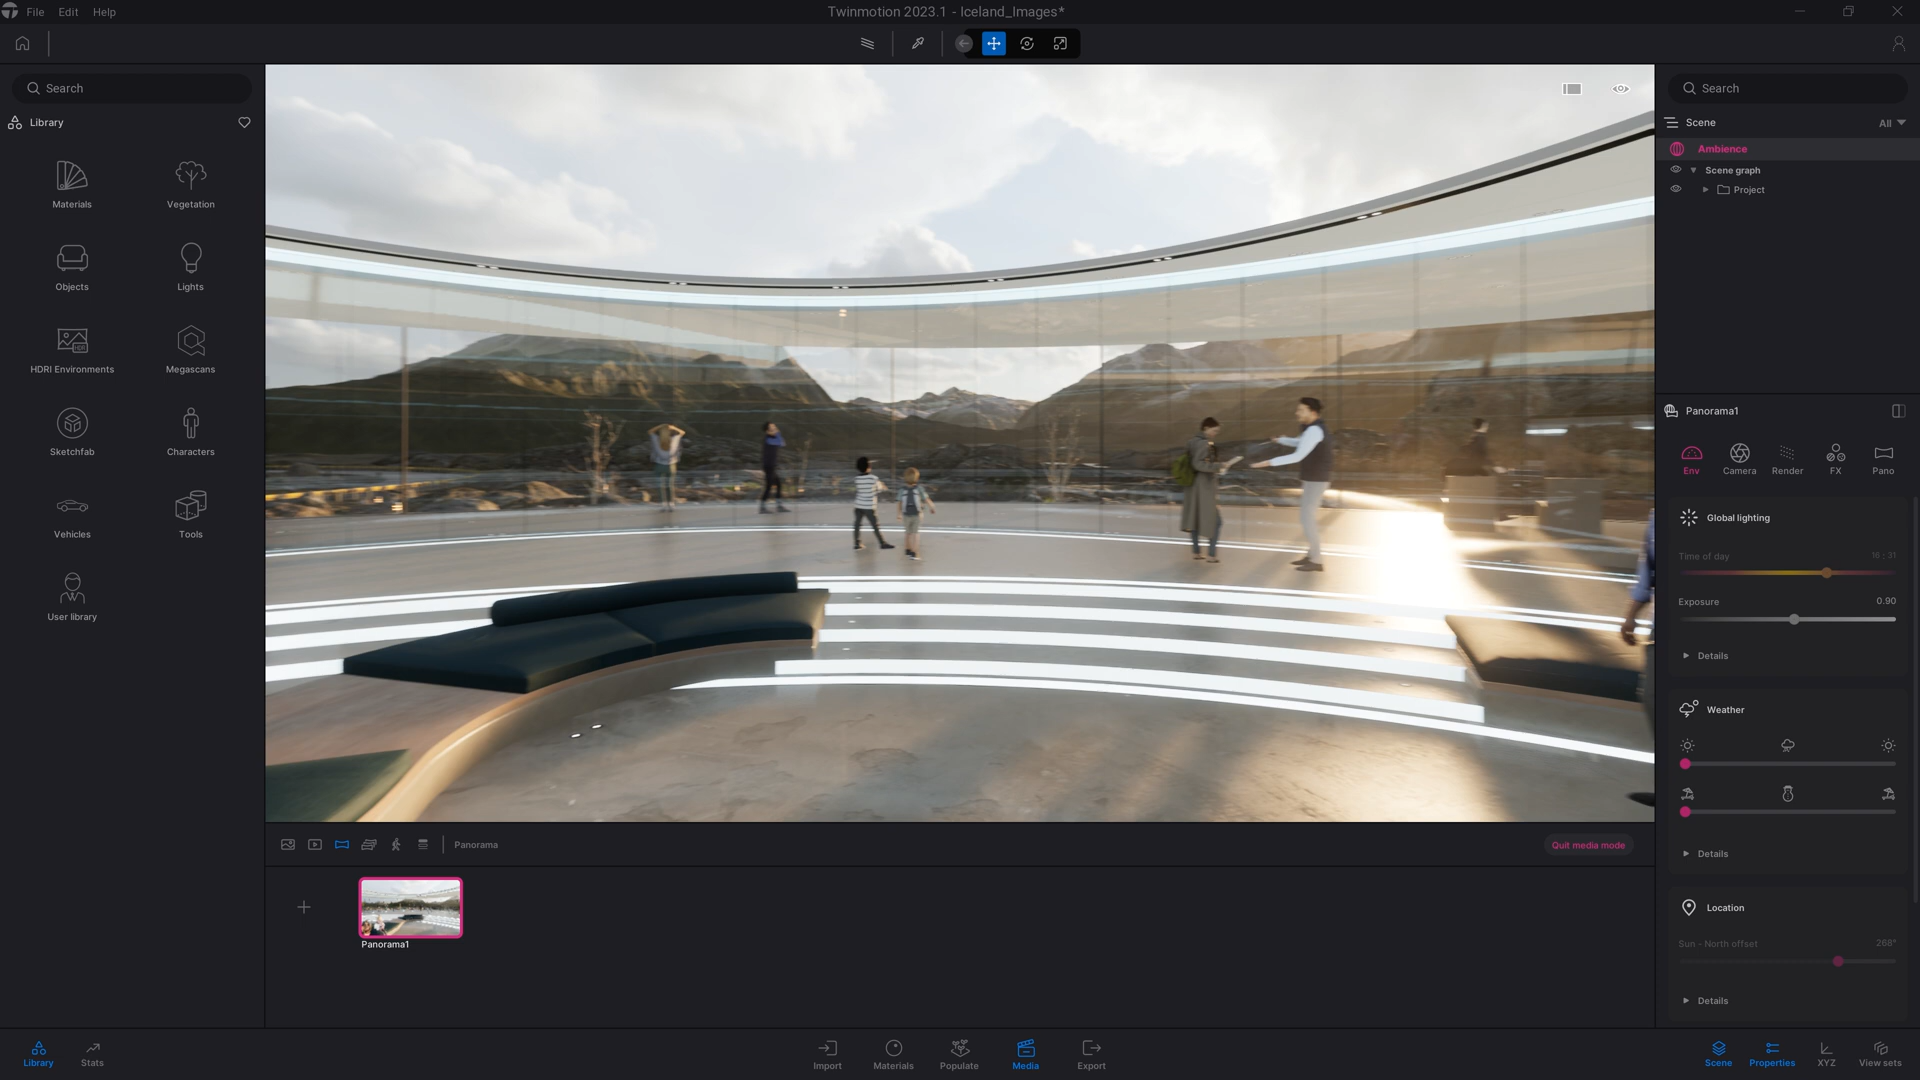 File Edit Help
Twinmotion 2023.1 - Iceland_Images*
Search
Library
Materials
Vegetation
Objects
Lights
HDRI Environments
Megascans
Sketchfab
Characters
Vehicles
Tools
User library
Search
Scene
All
Ambience
Scene graph
Project
Panorama1
Env
Camera
Render
FX
Pano
Global lighting
Time of day 16 : 31
Exposure 0.90
Details
Weather
Details
Location
Sun - North offset 268°
Details
Panorama
Quit media mode
Panorama1
Library
Stats
Import
Materials
Populate
Media
Export
Scene
Properties
XYZ
View sets